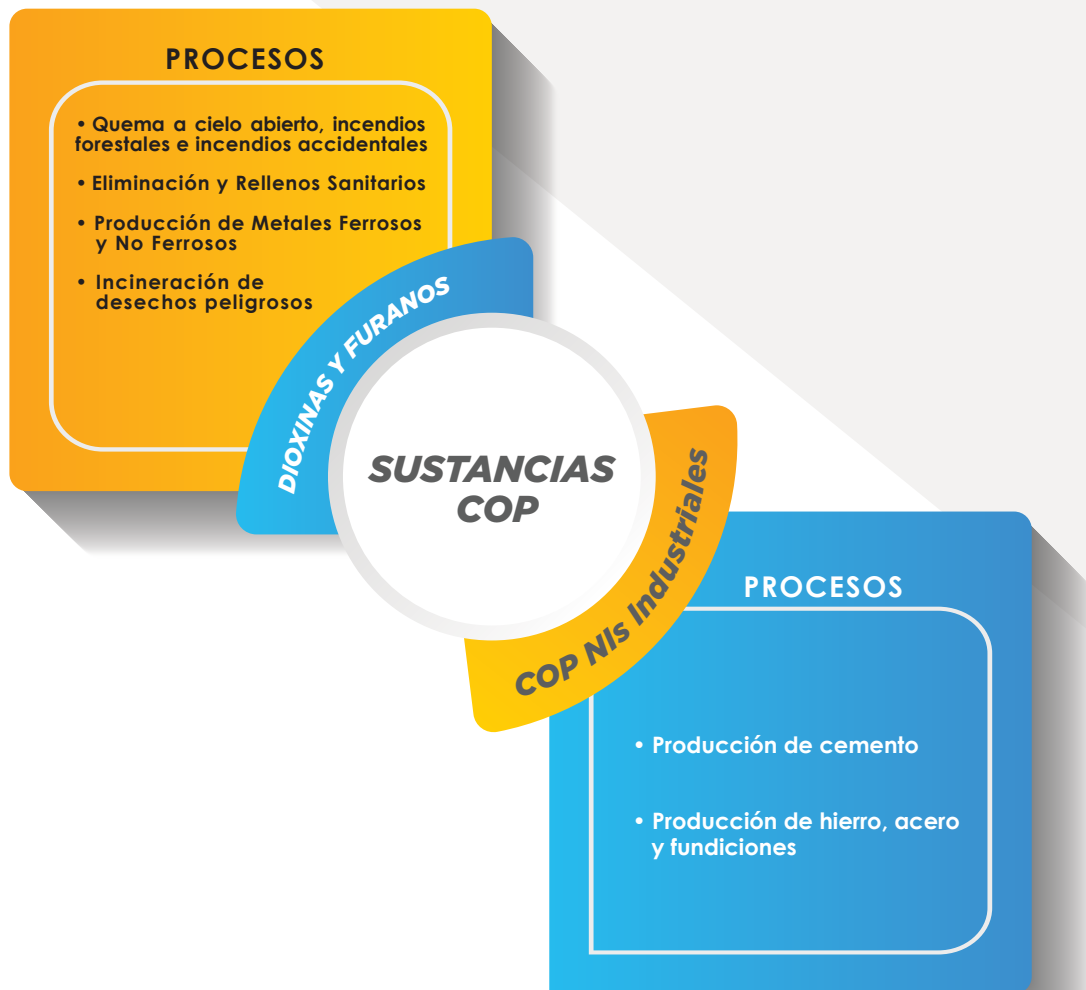 PROCESOS
• Quema a cielo abierto, incendios
forestales e incendios accidentales
• Eliminación y Rellenos Sanitarios
• Producción de Metales Ferrosos
y No Ferrosos
• Incineración de
desechos peligrosos
DIOXINAS Y FURANOS
SUSTANCIAS
COP
COP NIs Industriales
PROCESOS
• Producción de cemento
• Producción de hierro, acero
y fundiciones